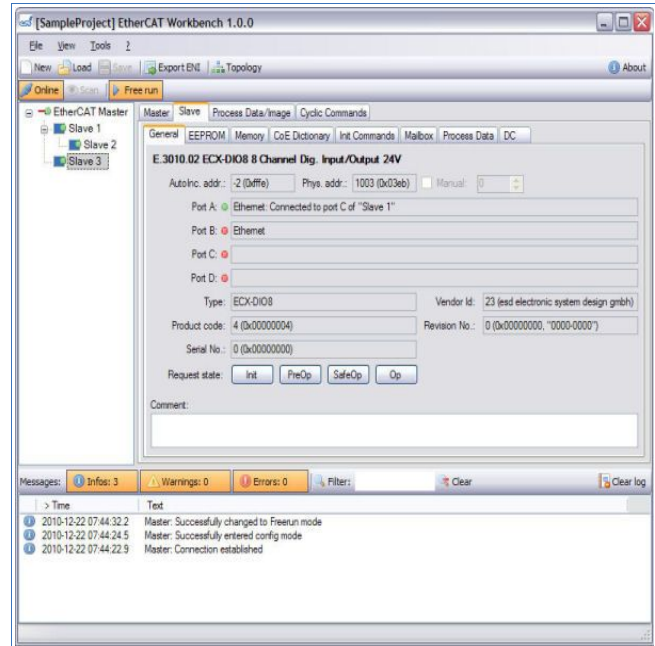 [SampleProject] EtherCAT Workbench 1.0.0
File View Tools ?
New Load Save Export ENI Topology About
Online Scan Free run
EtherCAT Master
Slave 1
Slave 2
Slave 3
Master Slave Process Data/Image Cyclic Commands
General EEPROM Memory CoE Dictionary Init Commands Mailbox Process Data DC
E.3010.02 ECX-DIO8 8 Channel Dig. Input/Output 24V
AutoInc. addr.: -2 (0xfffe) Phys. addr.: 1003 (0x03eb) Manual: 0
Port A: Ethernet: Connected to port C of "Slave 1"
Port B: Ethernet
Port C:
Port D:
Type: ECX-DIO8 Vendor Id: 23 (esd electronic system design gmbh)
Product code: 4 (0x00000004) Revision No.: 0 (0x00000000, "0000-0000")
Serial No.: 0 (0x00000000)
Request state: Init PreOp SafeOp Op
Comment:
Messages: Infos: 3 Warnings: 0 Errors: 0 Filter: Clear Clear log
> Time Text
2010-12-22 07:44:32.2 Master: Successfully changed to Freerun mode
2010-12-22 07:44:24.5 Master: Successfully entered config mode
2010-12-22 07:44:22.9 Master: Connection established